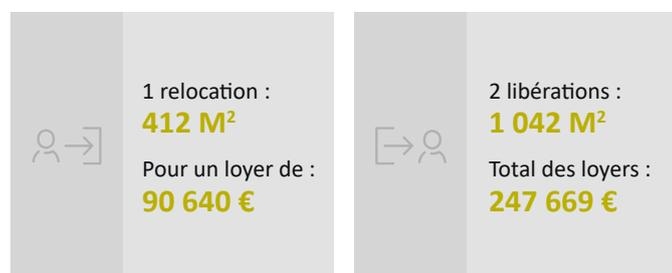 1 relocation :
412 M²
Pour un loyer de :
90 640 €
2 libérations :
1 042 M²
Total des loyers :
247 669 €